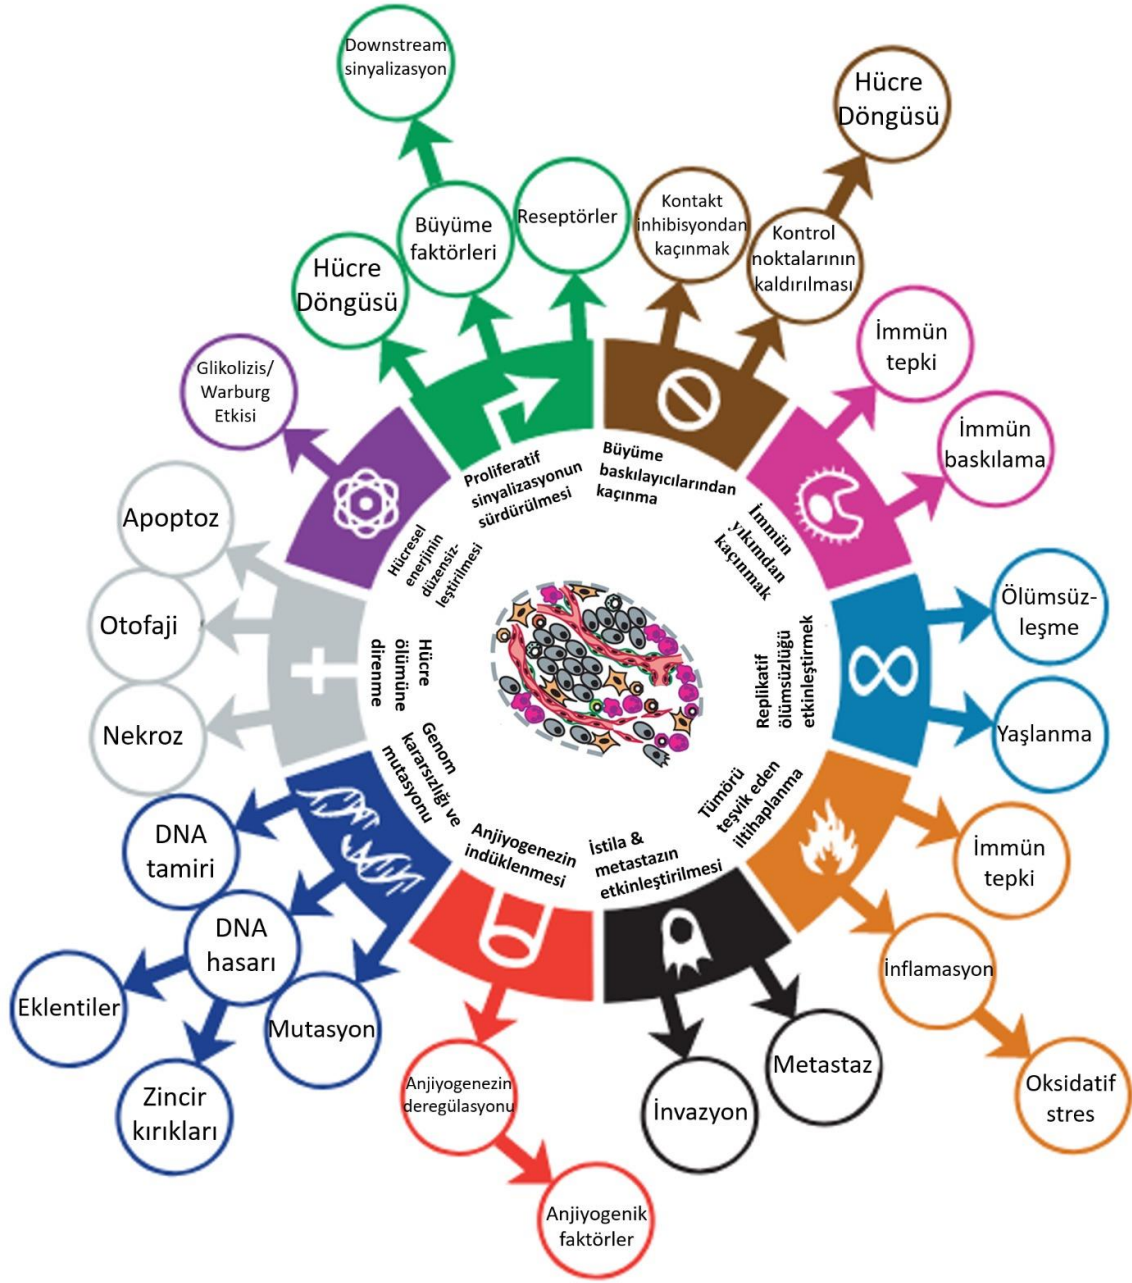 Downstream
sinyalizasyon
Büyüme
faktörleri
Reseptörler
Hücre
Döngüsü
Kontakt
inhibisyondan
kaçınmak
Kontrol
noktalarının
kaldırılması
Hücre
Döngüsü
İmmün
tepki
İmmün
baskılama
Ölümsüz-
leşme
Yaşlanma
İmmün
tepki
İnflamasyon
Oksidatif
stres
Metastaz
İnvazyon
Anjiyogenezin
deregülasyonu
Anjiyogenik
faktörler
Mutasyon
DNA
hasarı
Zincir
kırıkları
Eklentiler
DNA
tamiri
Nekroz
Otofaji
Apoptoz
Glikolizis/
Warburg
Etkisi
Proliferatif
sinyalizasyonun
sürdürülmesi
Büyüme
baskılayıcılarından
kaçınma
İmmün
yıkımdan
kaçınmak
Replikatif
ölümsüzlüğü
etkinleştirmek
Tümörü
teşvik eden
iltihaplanma
İstila &
metastazın
etkinleştirilmesi
Anjiyogenezin
indüklenmesi
Genom
kararsızlığı ve
mutasyonu
Hücre
ölümüne
direnme
Hücresel
enerjinin
düzensiz-
leştirilmesi